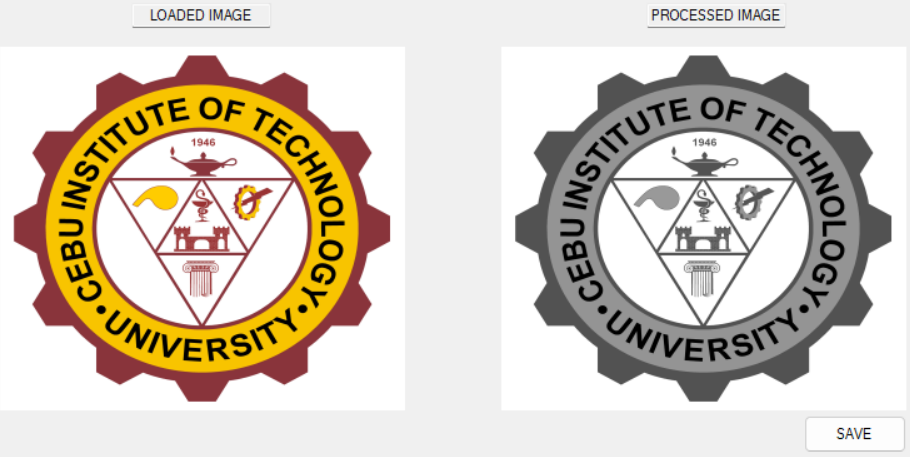 LOADED IMAGE
PROCESSED IMAGE
CEBU INSTITUTE OF TECHNOLOGY
• UNIVERSITY •
1946
CEBU INSTITUTE OF TECHNOLOGY
• UNIVERSITY •
1946
SAVE